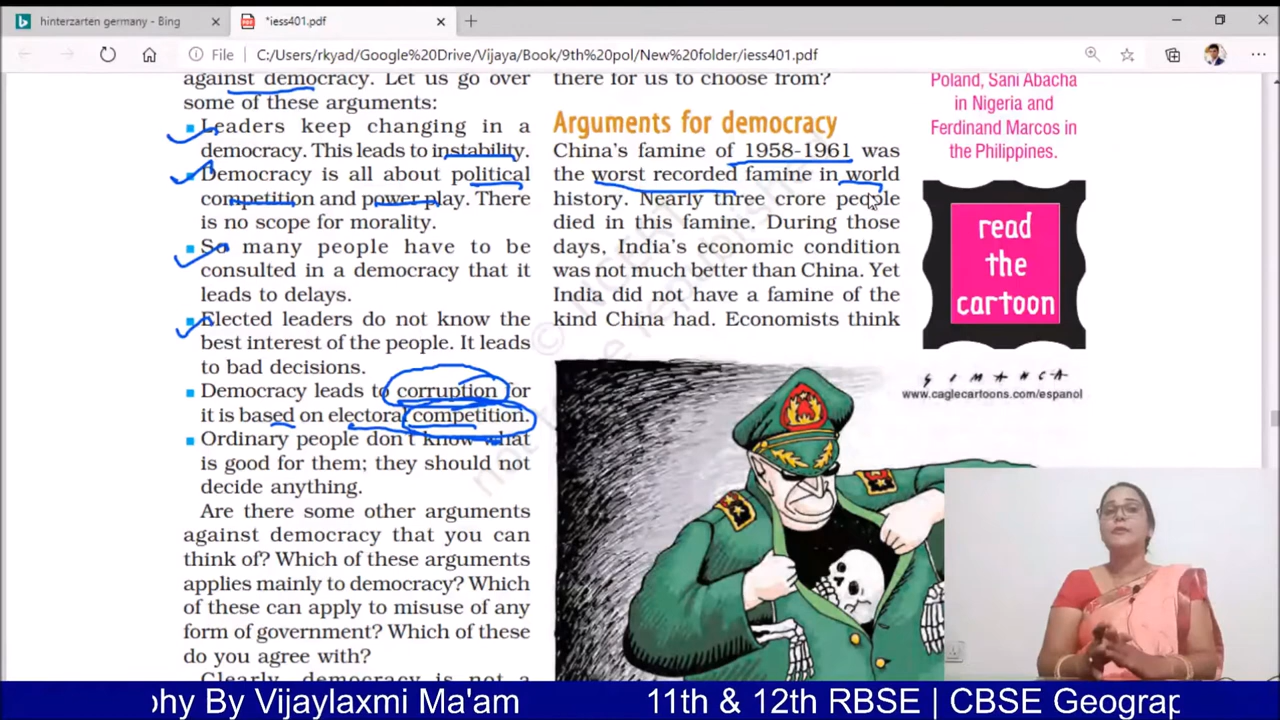 hinterzarten germany - Bing
*iess401.pdf
File
C:/Users/rkyad/Google%20Drive/Vijaya/Book/9th%20pol/New%20folder/iess401.pdf
against democracy. Let us go over
some of these arguments:
Leaders keep changing in a
democracy. This leads to instability.
Democracy is all about political
competition and power play. There
is no scope for morality.
So many people have to be
consulted in a democracy that it
leads to delays.
Elected leaders do not know the
best interest of the people. It leads
to bad decisions.
Democracy leads to corruption for
it is based on electoral competition.
Ordinary people don't know what
is good for them; they should not
decide anything.
Are there some other arguments
against democracy that you can
think of? Which of these arguments
applies mainly to democracy? Which
of these can apply to misuse of any
form of government? Which of these
do you agree with?
Clearly, democracy is not a
there for us to choose from?
Arguments for democracy
China's famine of 1958-1961 was
the worst recorded famine in world
history. Nearly three crore people
died in this famine. During those
days, India's economic condition
was not much better than China. Yet
India did not have a famine of the
kind China had. Economists think
Poland, Sani Abacha
in Nigeria and
Ferdinand Marcos in
the Philippines.
read
the
cartoon
SIMANCA
www.caglecartoons.com/espanol
phy By Vijaylaxmi Ma'am
11th & 12th RBSE | CBSE Geograp